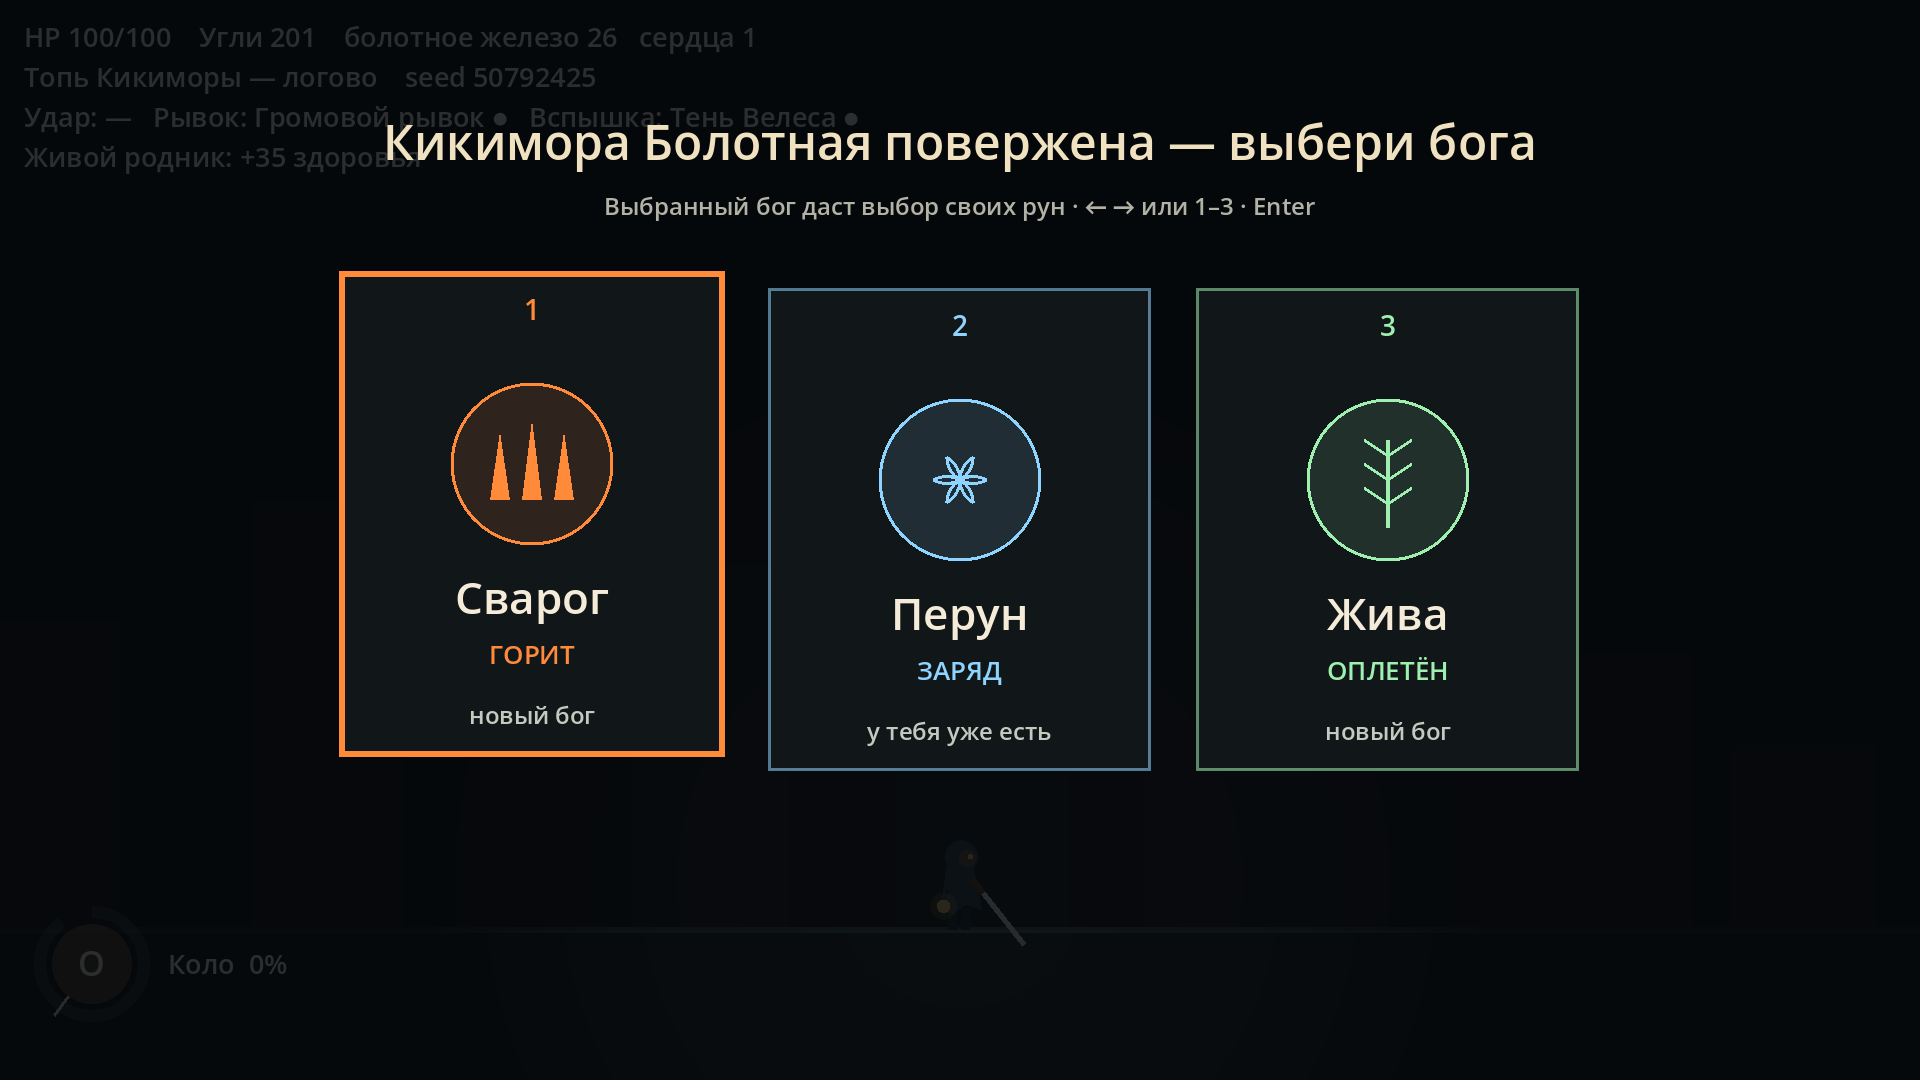 HP 100/100 Угли 201 болотное железо 26 сердца 1
Топь Кикиморы — логово seed 50792425
Удар: — Рывок: Громовой рывок ● Вспышка: Тень Велеса ●
Живой родник: +35 здоровья
Кикимора Болотная повержена — выбери бога
Выбранный бог даст выбор своих рун · ← → или 1–3 · Enter
1
Сварог
ГОРИТ
новый бог
2
Перун
ЗАРЯД
у тебя уже есть
3
Жива
ОПЛЕТЁН
новый бог
О
Коло 0%